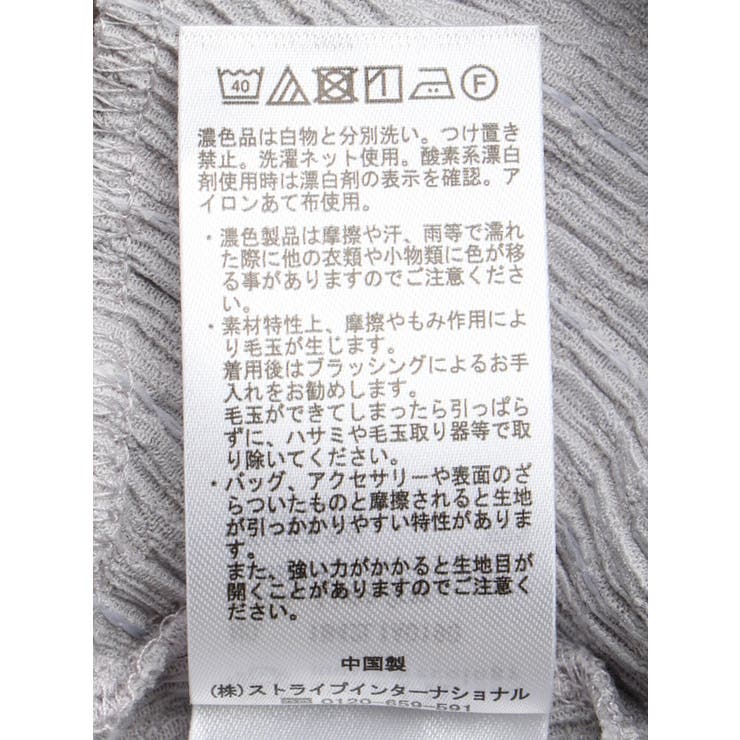 40 F
濃色品は白物と分別洗い。つけ置き
禁止。洗濯ネット使用。酸素系漂白
剤使用時は漂白剤の表示を確認。ア
イロンあて布使用。
・濃色製品は摩擦や汗、雨等で濡れ
た際に他の衣類や小物類に色が移
る事がありますのでご注意くださ
い。
・素材特性上、摩擦やもみ作用によ
り毛玉が生じます。
着用後はブラッシングによるお手
入れをお勧めします。
毛玉ができてしまったら引っぱら
ずに、ハサミや毛玉取り器等で取
り除いてください。
・バッグ、アクセサリーや表面のざ
らついたものと摩擦されると生地
が引っかかりやすい特性がありま
す。
また、強い力がかかると生地目が
開くことがありますのでご注意く
ださい。
中国製
(株)ストライプインターナショナル
0120-659-591